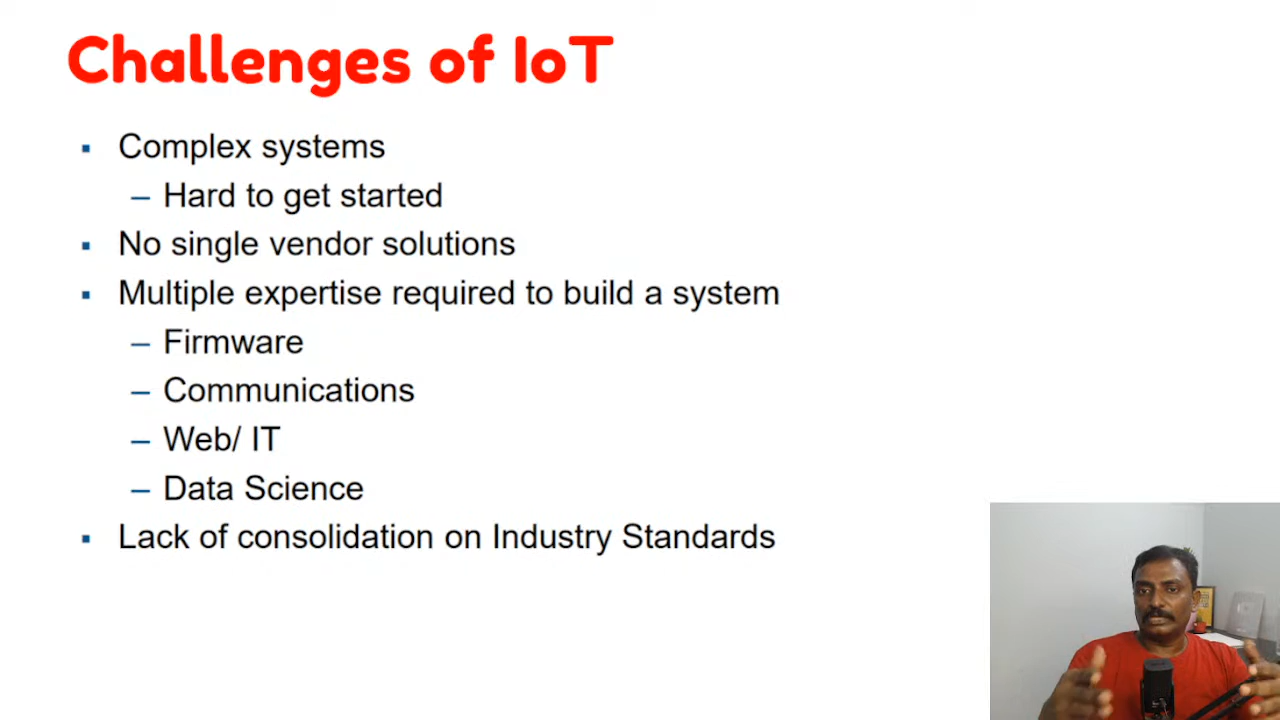 Challenges of IoT
▪ Complex systems
– Hard to get started
▪ No single vendor solutions
▪ Multiple expertise required to build a system
– Firmware
– Communications
– Web/ IT
– Data Science
▪ Lack of consolidation on Industry Standards